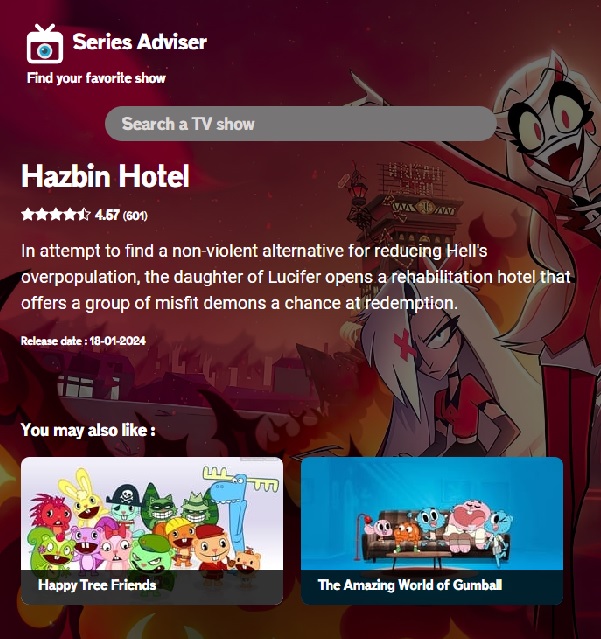 Series Adviser
Find your favorite show
Search a TV show
Hazbin Hotel
4.57 (601)
In attempt to find a non-violent alternative for reducing Hell's
overpopulation, the daughter of Lucifer opens a rehabilitation hotel that
offers a group of misfit demons a chance at redemption.
Release date : 18-01-2024
You may also like :
Happy Tree Friends
The Amazing World of Gumball